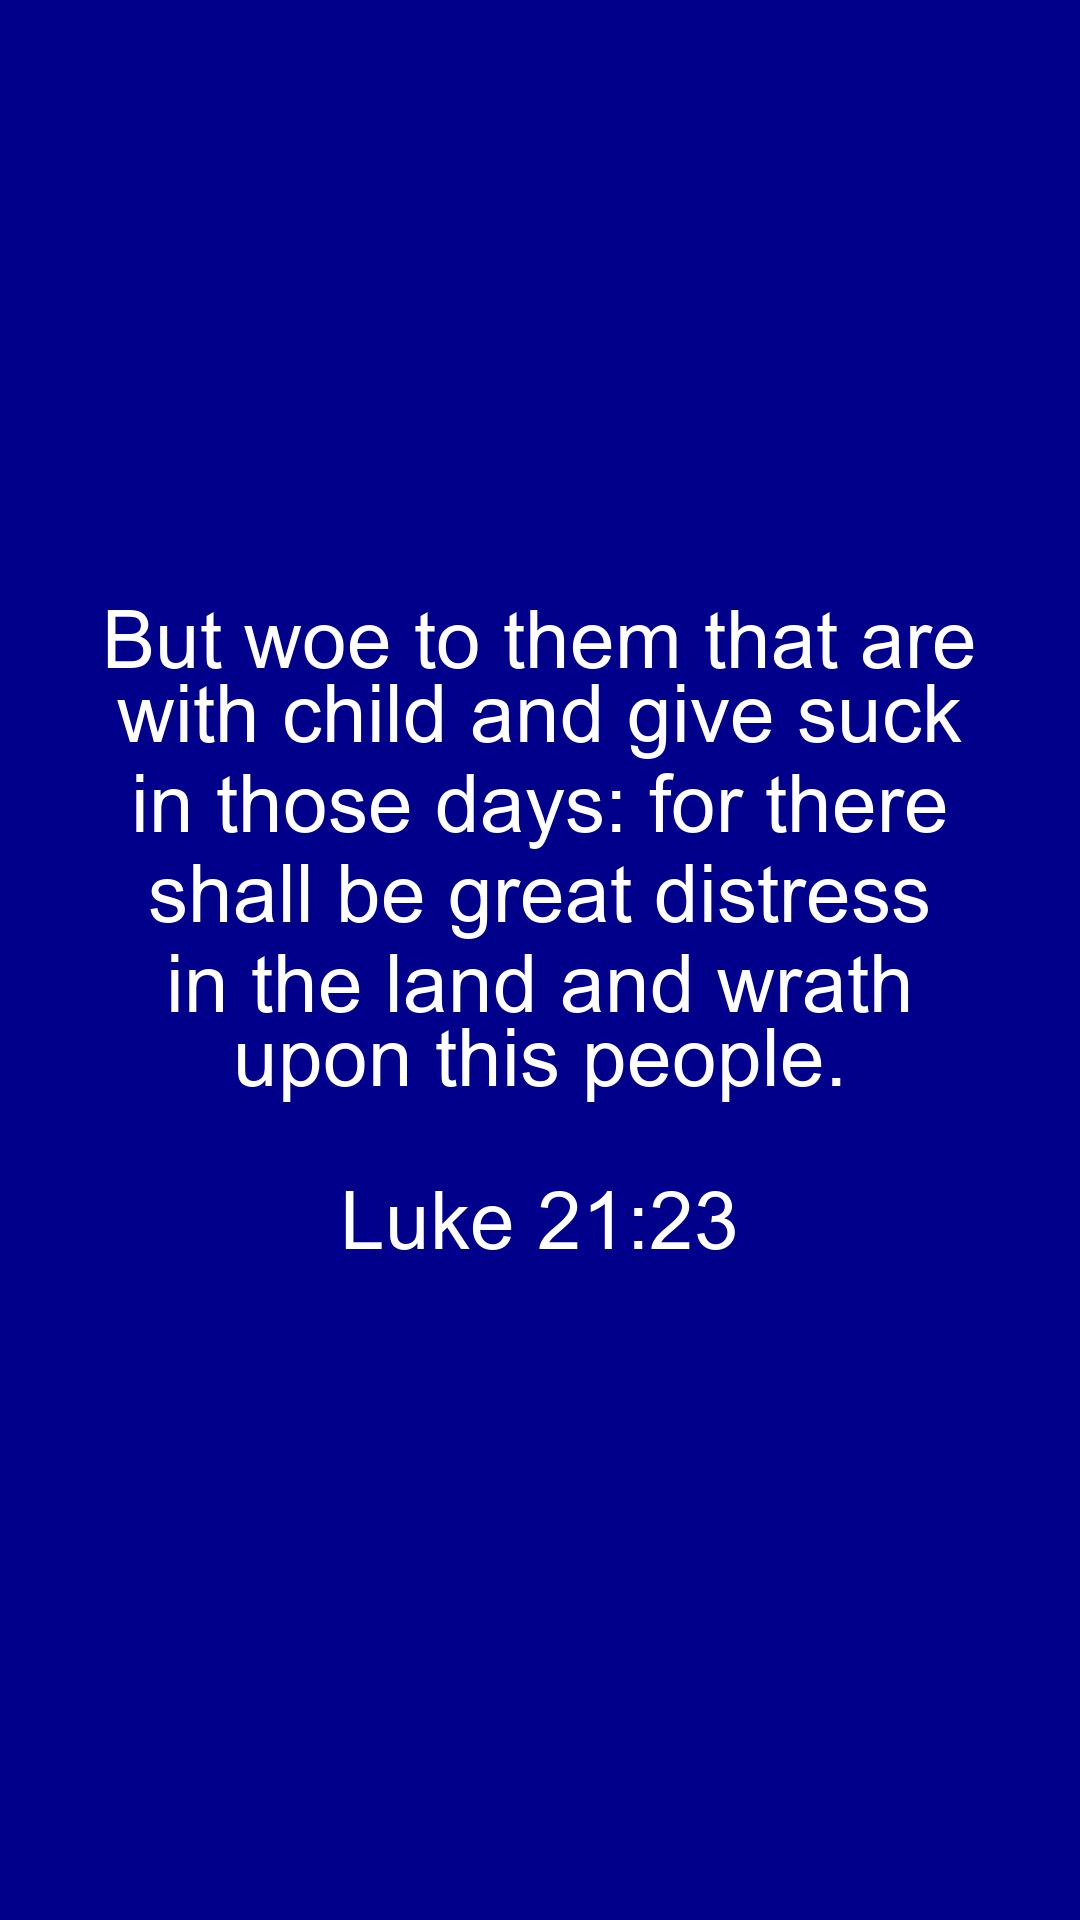 But woe to them that are
with child and give suck
in those days: for there
shall be great distress
in the land and wrath
upon this people.
Luke 21:23